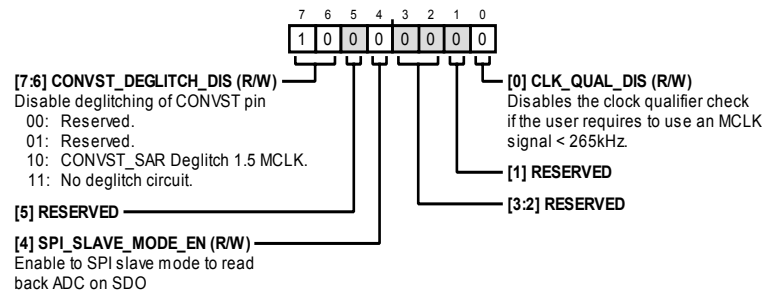 7 6 5 4 3 2 1 0
1 0 0 0 0 0 0 0
[7:6] CONVST_DEGLITCH_DIS (R/W)
Disable deglitching of CONVST pin
00: Reserved.
01: Reserved.
10: CONVST_SAR Deglitch 1.5 MCLK.
11: No deglitch circuit.
[5] RESERVED
[4] SPI_SLAVE_MODE_EN (R/W)
Enable to SPI slave mode to read
back ADC on SDO
[0] CLK_QUAL_DIS (R/W)
Disables the clock qualifier check
if the user requires to use an MCLK
signal < 265kHz.
[1] RESERVED
[3:2] RESERVED